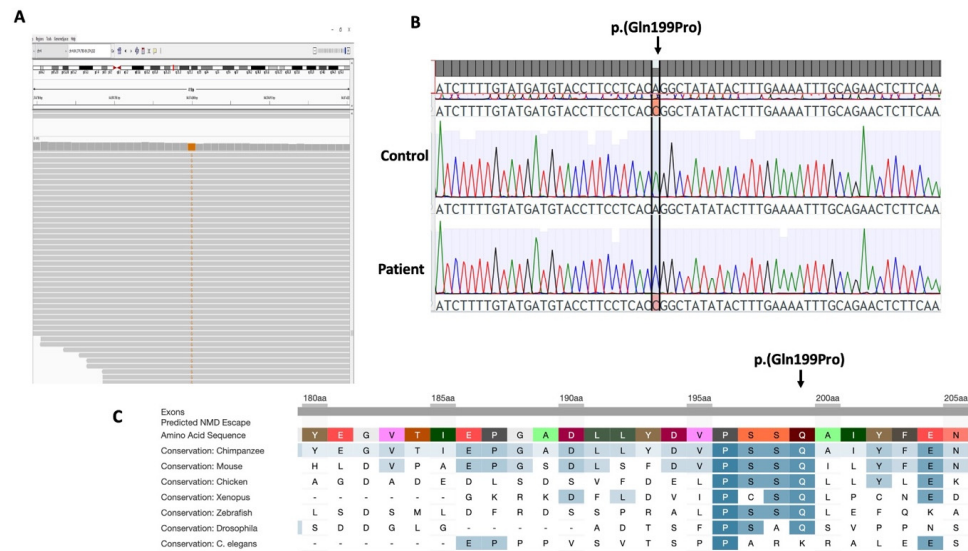 A
B
p.(Gln199Pro)
ATCTTTTGTATGATGTACCTTCCTCACAGGCTATATACTTTGAAAATTTGCAGAACTCTTCAA
ATCTTTTGTATGATGTACCTTCCTCACCGGCTATATACTTTGAAAATTTGCAGAACTCTTCAA
Control
ATCTTTTGTATGATGTACCTTCCTCACAGGCTATATACTTTGAAAATTTGCAGAACTCTTCAA
Patient
ATCTTTTGTATGATGTACCTTCCTCACCGGCTATATACTTTGAAAATTTGCAGAACTCTTCAA
p.(Gln199Pro)
C
180aa 185aa 190aa 195aa 200aa 205aa
Exons
Predicted NMD Escape
Amino Acid Sequence Y E G V T I E P G A D L L Y D V P S S Q A I Y F E N
Conservation: Chimpanzee Y E G V T I E P G A D L L Y D V P S S Q A I Y F E N
Conservation: Mouse H L D V P A E P G S D L S F D V P S S Q I L Y F E N
Conservation: Chicken A G D A D E D L S D S V F D E L P S S Q L L Y L E K
Conservation: Xenopus - - - - - - G K R K D F L D V I P C S Q L P C N E D
Conservation: Zebrafish L S D S M L D F R D S S P R A L P S S Q L E F Q K A
Conservation: Drosophila S D D G L G - - - - - A D T S F P S A Q S V P P N S
Conservation: C. elegans - - - - - - E P P P V S V T S P P A R K R A L E E S